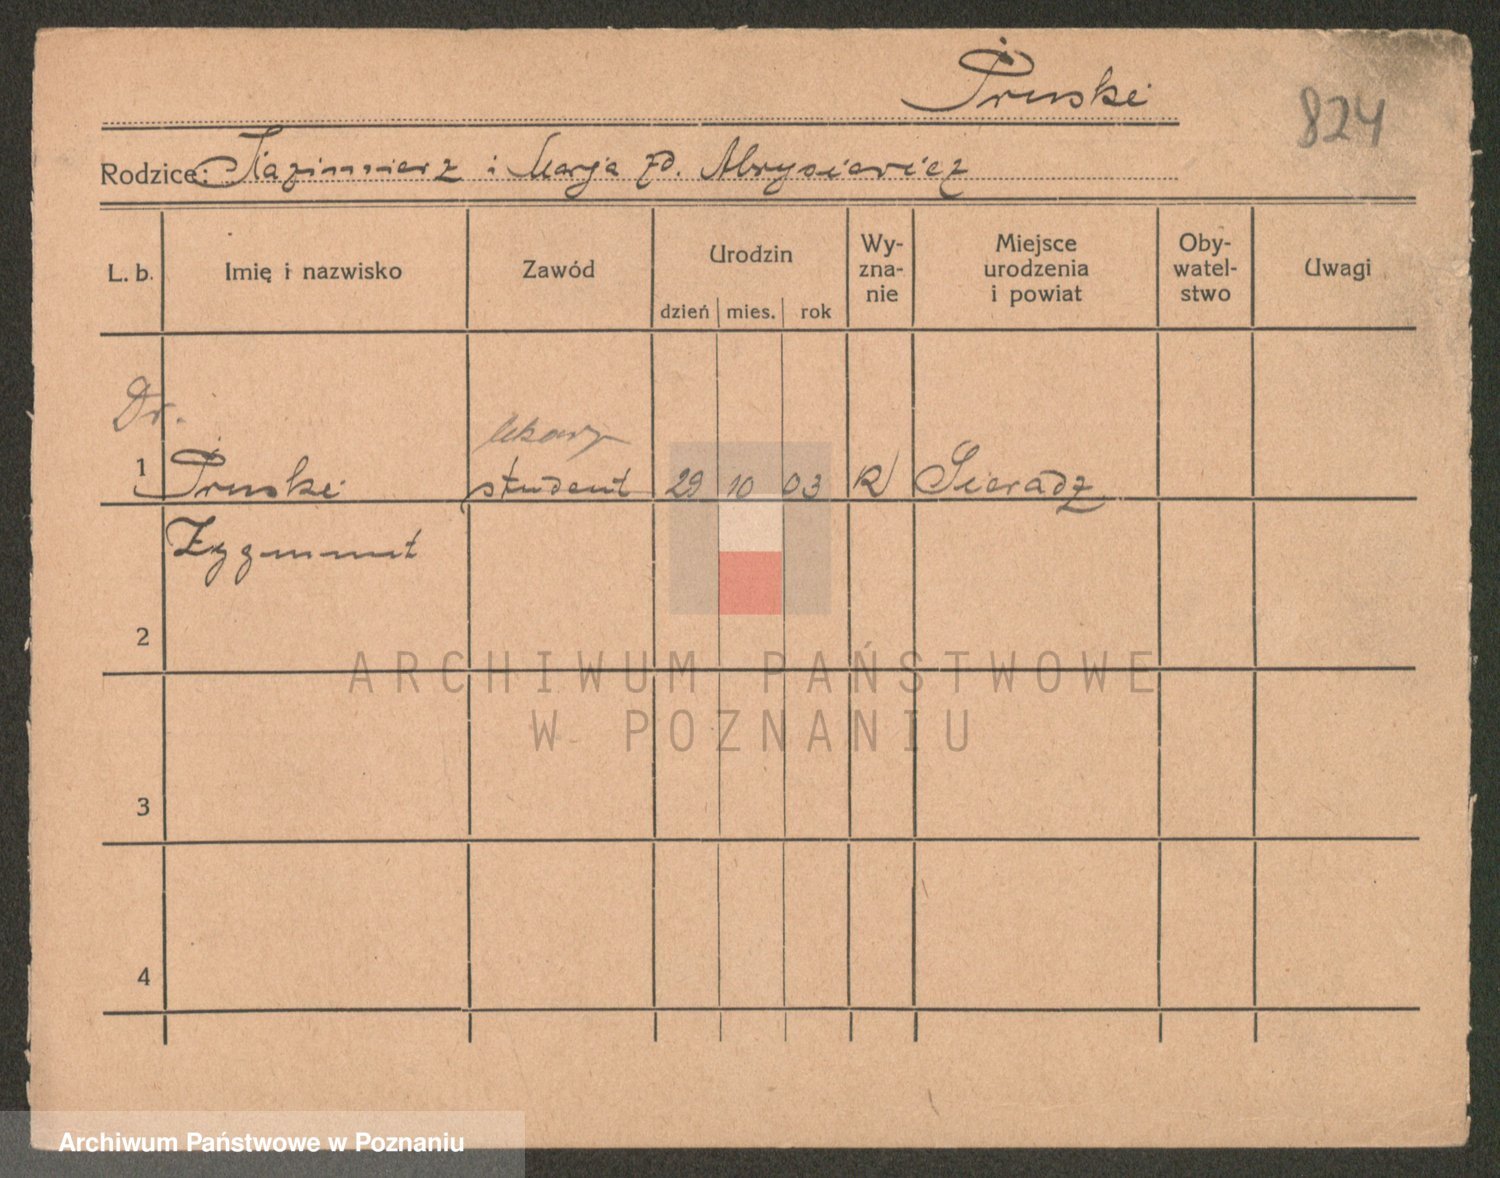 Pruski
824
Rodzice: Kazimierz i Marja zd.
L. b.
Imię i nazwisko
Zawód
Urodzin
dzień
mies.
rok
Wy-
zna-
nie
Miejsce
urodzenia
i powiat
Oby-
watel-
stwo
Uwagi
Dr.
lekarz
1 Pruski student 29 10 03 R Sieradz
Zygmunt
2
3
4
ARCHIWUM PAŃSTWOWE
W POZNANIU
Archiwum Państwowe w Poznaniu